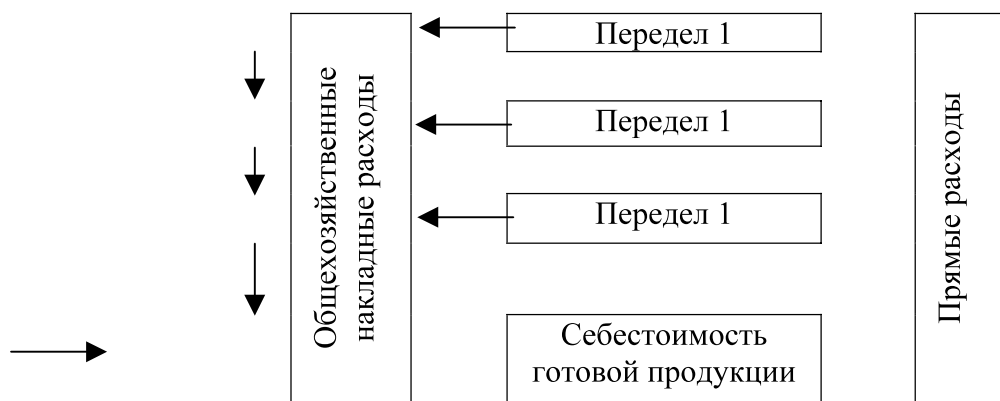 Общехозяйственные
накладные расходы
Передел 1
Передел 1
Передел 1
Себестоимость
готовой продукции
Прямые расходы